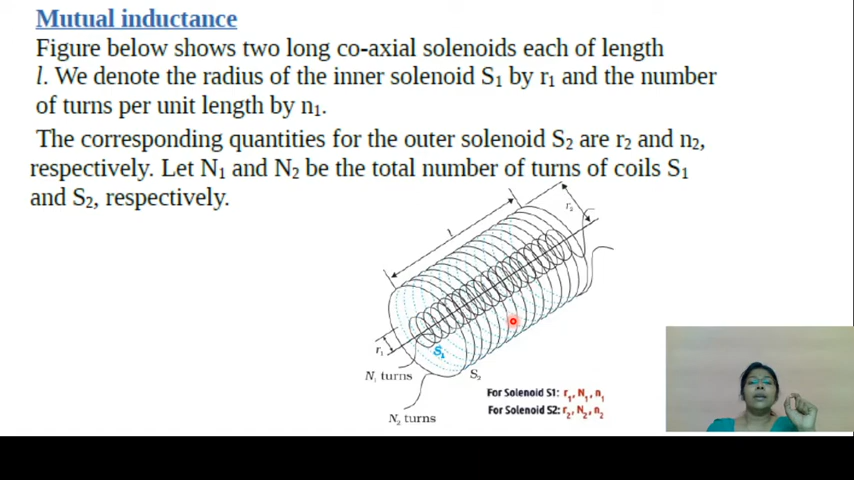 Mutual inductance
Figure below shows two long co-axial solenoids each of length
l. We denote the radius of the inner solenoid S₁ by r₁ and the number
of turns per unit length by n₁.
The corresponding quantities for the outer solenoid S₂ are r₂ and n₂,
respectively. Let N₁ and N₂ be the total number of turns of coils S₁
and S₂, respectively.
l
r₂
r₁
S₁
N₁ turns
S₂
N₂ turns
For Solenoid S1: r₁, N₁, n₁
For Solenoid S2: r₂, N₂, n₂